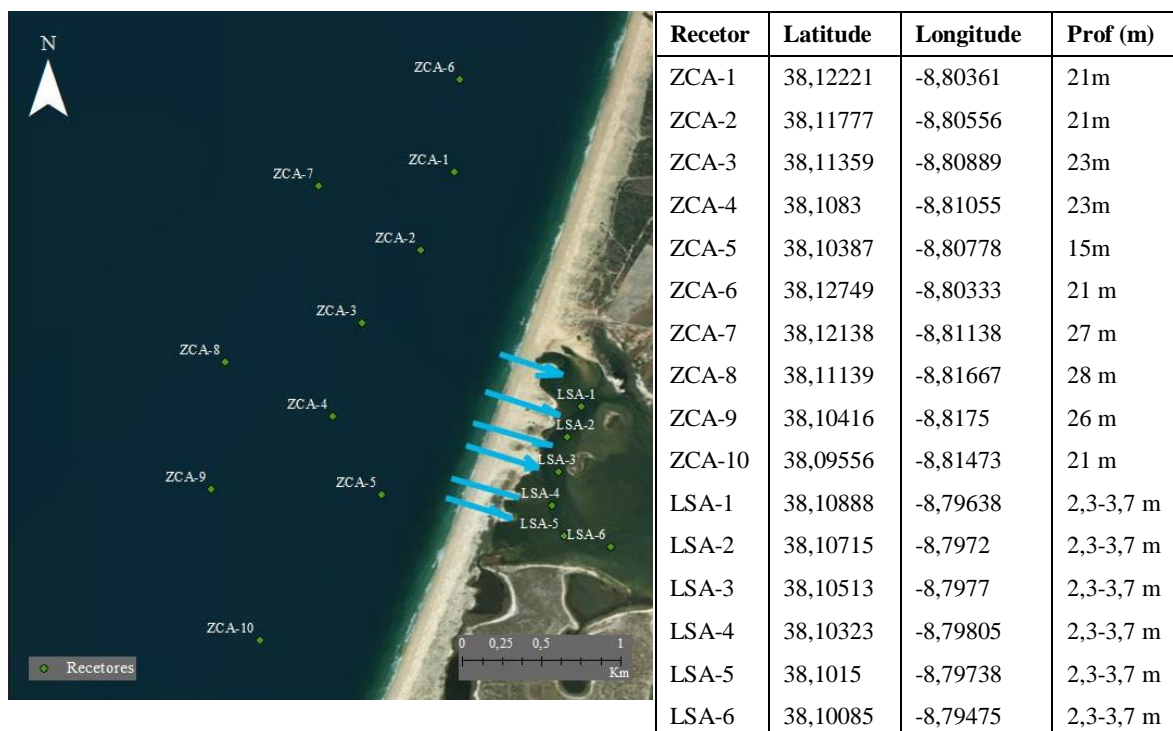 N
ZCA-6
ZCA-1
ZCA-7
ZCA-2
ZCA-3
ZCA-8
LSA-1
ZCA-4
LSA-2
LSA-3
ZCA-9
ZCA-5
LSA-4
LSA-5 LSA-6
ZCA-10
0 0,25 0,5 1
Km
Recetores
Recetor Latitude Longitude Prof (m)
ZCA-1 38,12221 -8,80361 21m
ZCA-2 38,11777 -8,80556 21m
ZCA-3 38,11359 -8,80889 23m
ZCA-4 38,1083 -8,81055 23m
ZCA-5 38,10387 -8,80778 15m
ZCA-6 38,12749 -8,80333 21 m
ZCA-7 38,12138 -8,81138 27 m
ZCA-8 38,11139 -8,81667 28 m
ZCA-9 38,10416 -8,8175 26 m
ZCA-10 38,09556 -8,81473 21 m
LSA-1 38,10888 -8,79638 2,3-3,7 m
LSA-2 38,10715 -8,7972 2,3-3,7 m
LSA-3 38,10513 -8,7977 2,3-3,7 m
LSA-4 38,10323 -8,79805 2,3-3,7 m
LSA-5 38,1015 -8,79738 2,3-3,7 m
LSA-6 38,10085 -8,79475 2,3-3,7 m